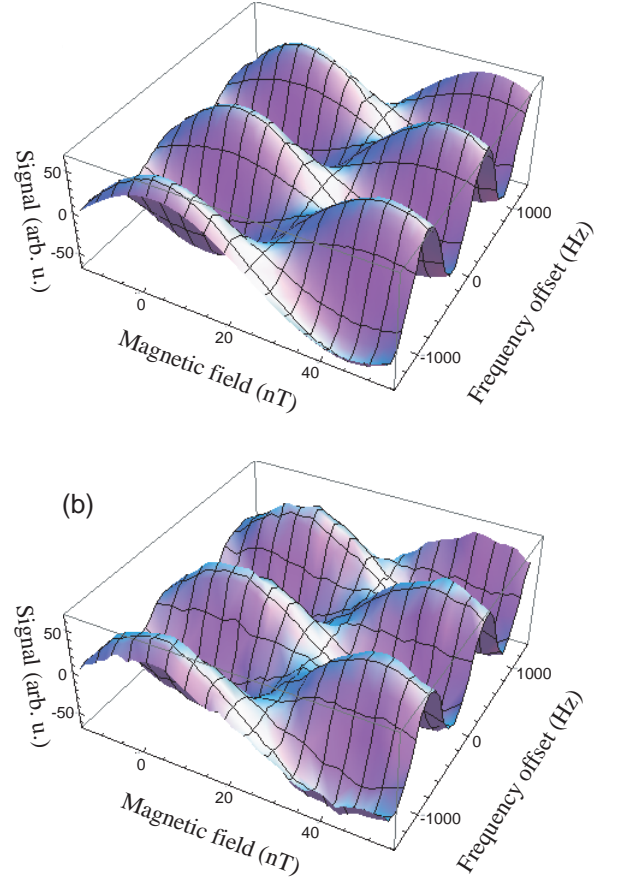 50
0
-50
Signal (arb. u.)
0
20
40
Magnetic field (nT)
-1000
0
1000
Frequency offset (Hz)
(b)
50
0
-50
Signal (arb. u.)
0
20
40
Magnetic field (nT)
-1000
0
1000
Frequency offset (Hz)